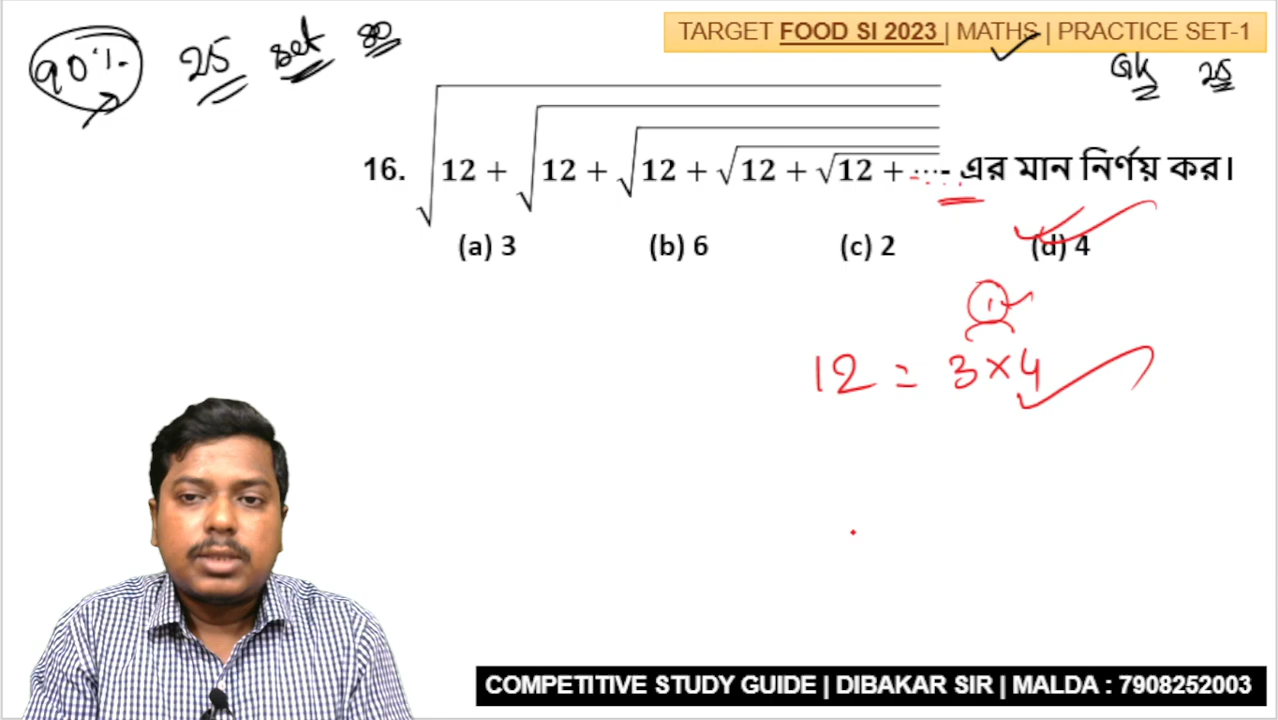 TARGET FOOD SI 2023 | MATHS | PRACTICE SET-1
90%
25 set
GK 25
16. √12 + √12 + √12 + √12 + √12 + ⋯- এর মান নির্ণয় কর।
(a) 3 (b) 6 (c) 2 (d) 4
1
12 = 3×4
COMPETITIVE STUDY GUIDE | DIBAKAR SIR | MALDA : 7908252003